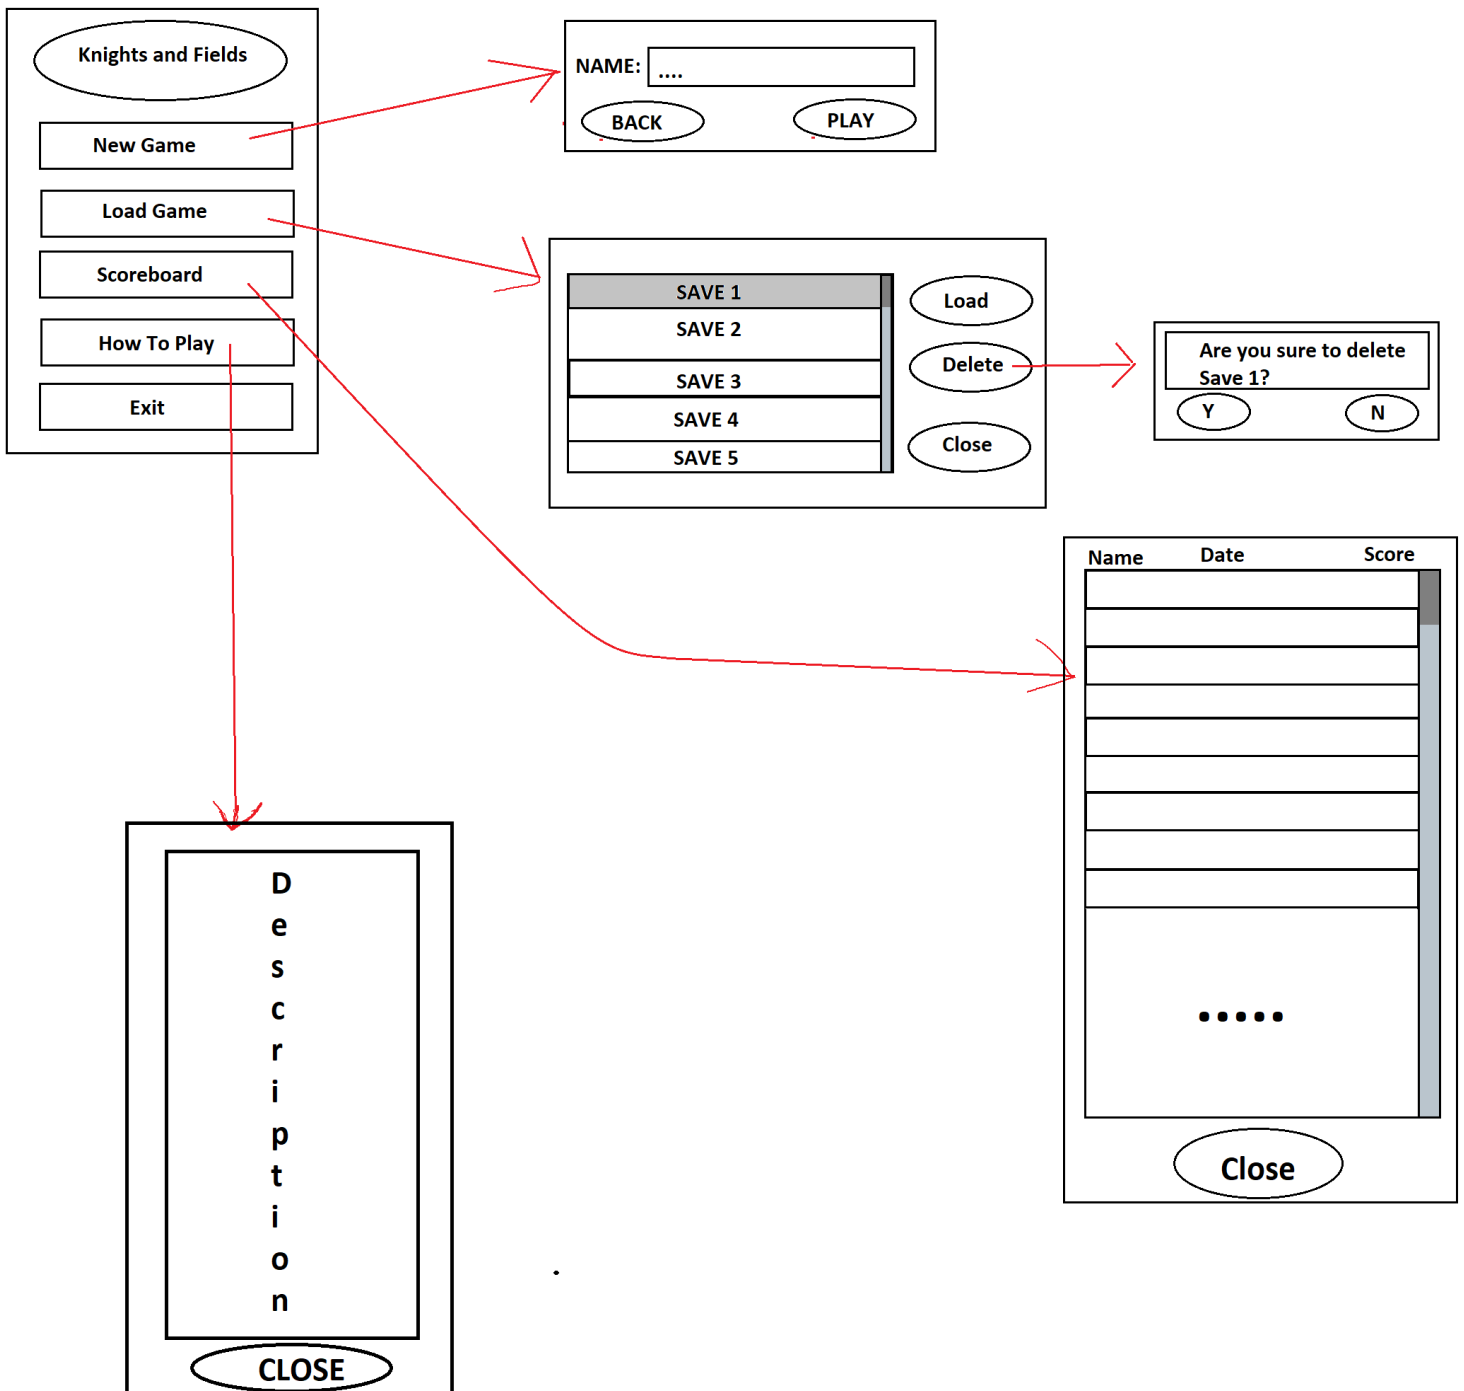 Knights and Fields
New Game
Load Game
Scoreboard
How To Play
Exit
NAME: ....
BACK
PLAY
SAVE 1
SAVE 2
SAVE 3
SAVE 4
SAVE 5
Load
Delete
Close
Are you sure to delete
Save 1?
Y
N
Name Date Score
.....
Close
D
e
s
c
r
i
p
t
i
o
n
CLOSE